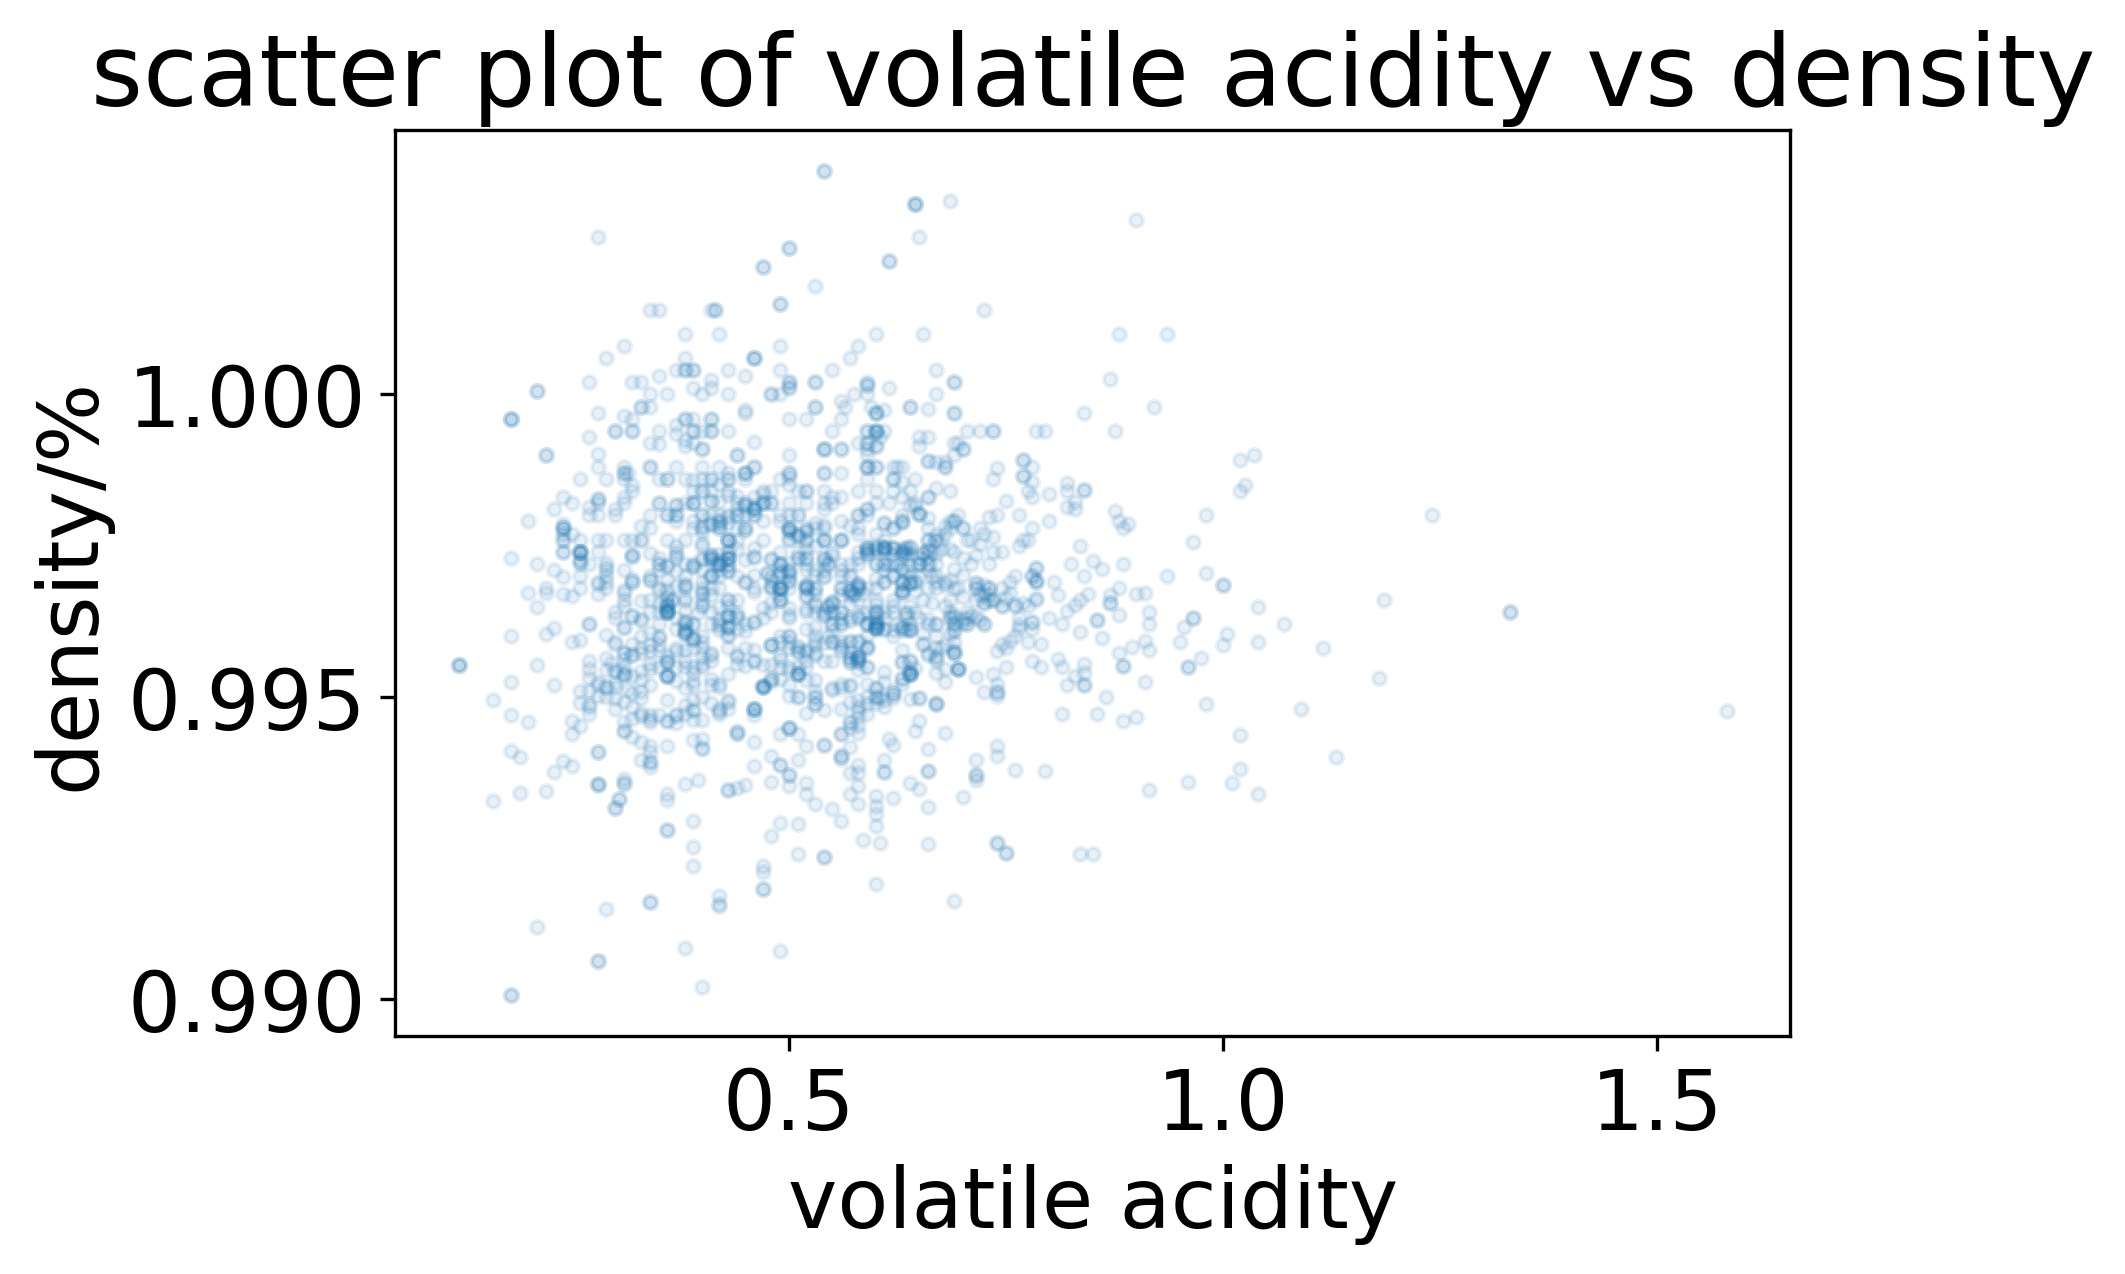 scatter plot of volatile acidity vs density
density/%
1.000
0.995
0.990
0.5 1.0 1.5
volatile acidity